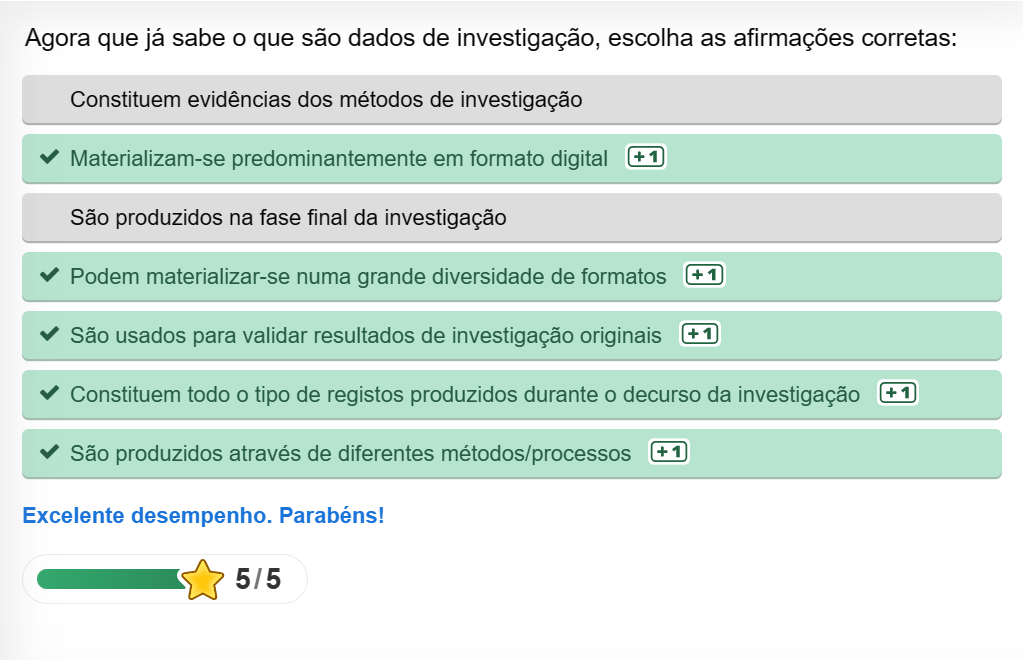 Agora que já sabe o que são dados de investigação, escolha as afirmações corretas:
Constituem evidências dos métodos de investigação
Materializam-se predominantemente em formato digital +1
São produzidos na fase final da investigação
Podem materializar-se numa grande diversidade de formatos +1
São usados para validar resultados de investigação originais +1
Constituem todo o tipo de registos produzidos durante o decurso da investigação +1
São produzidos através de diferentes métodos/processos +1
Excelente desempenho. Parabéns!
5/5